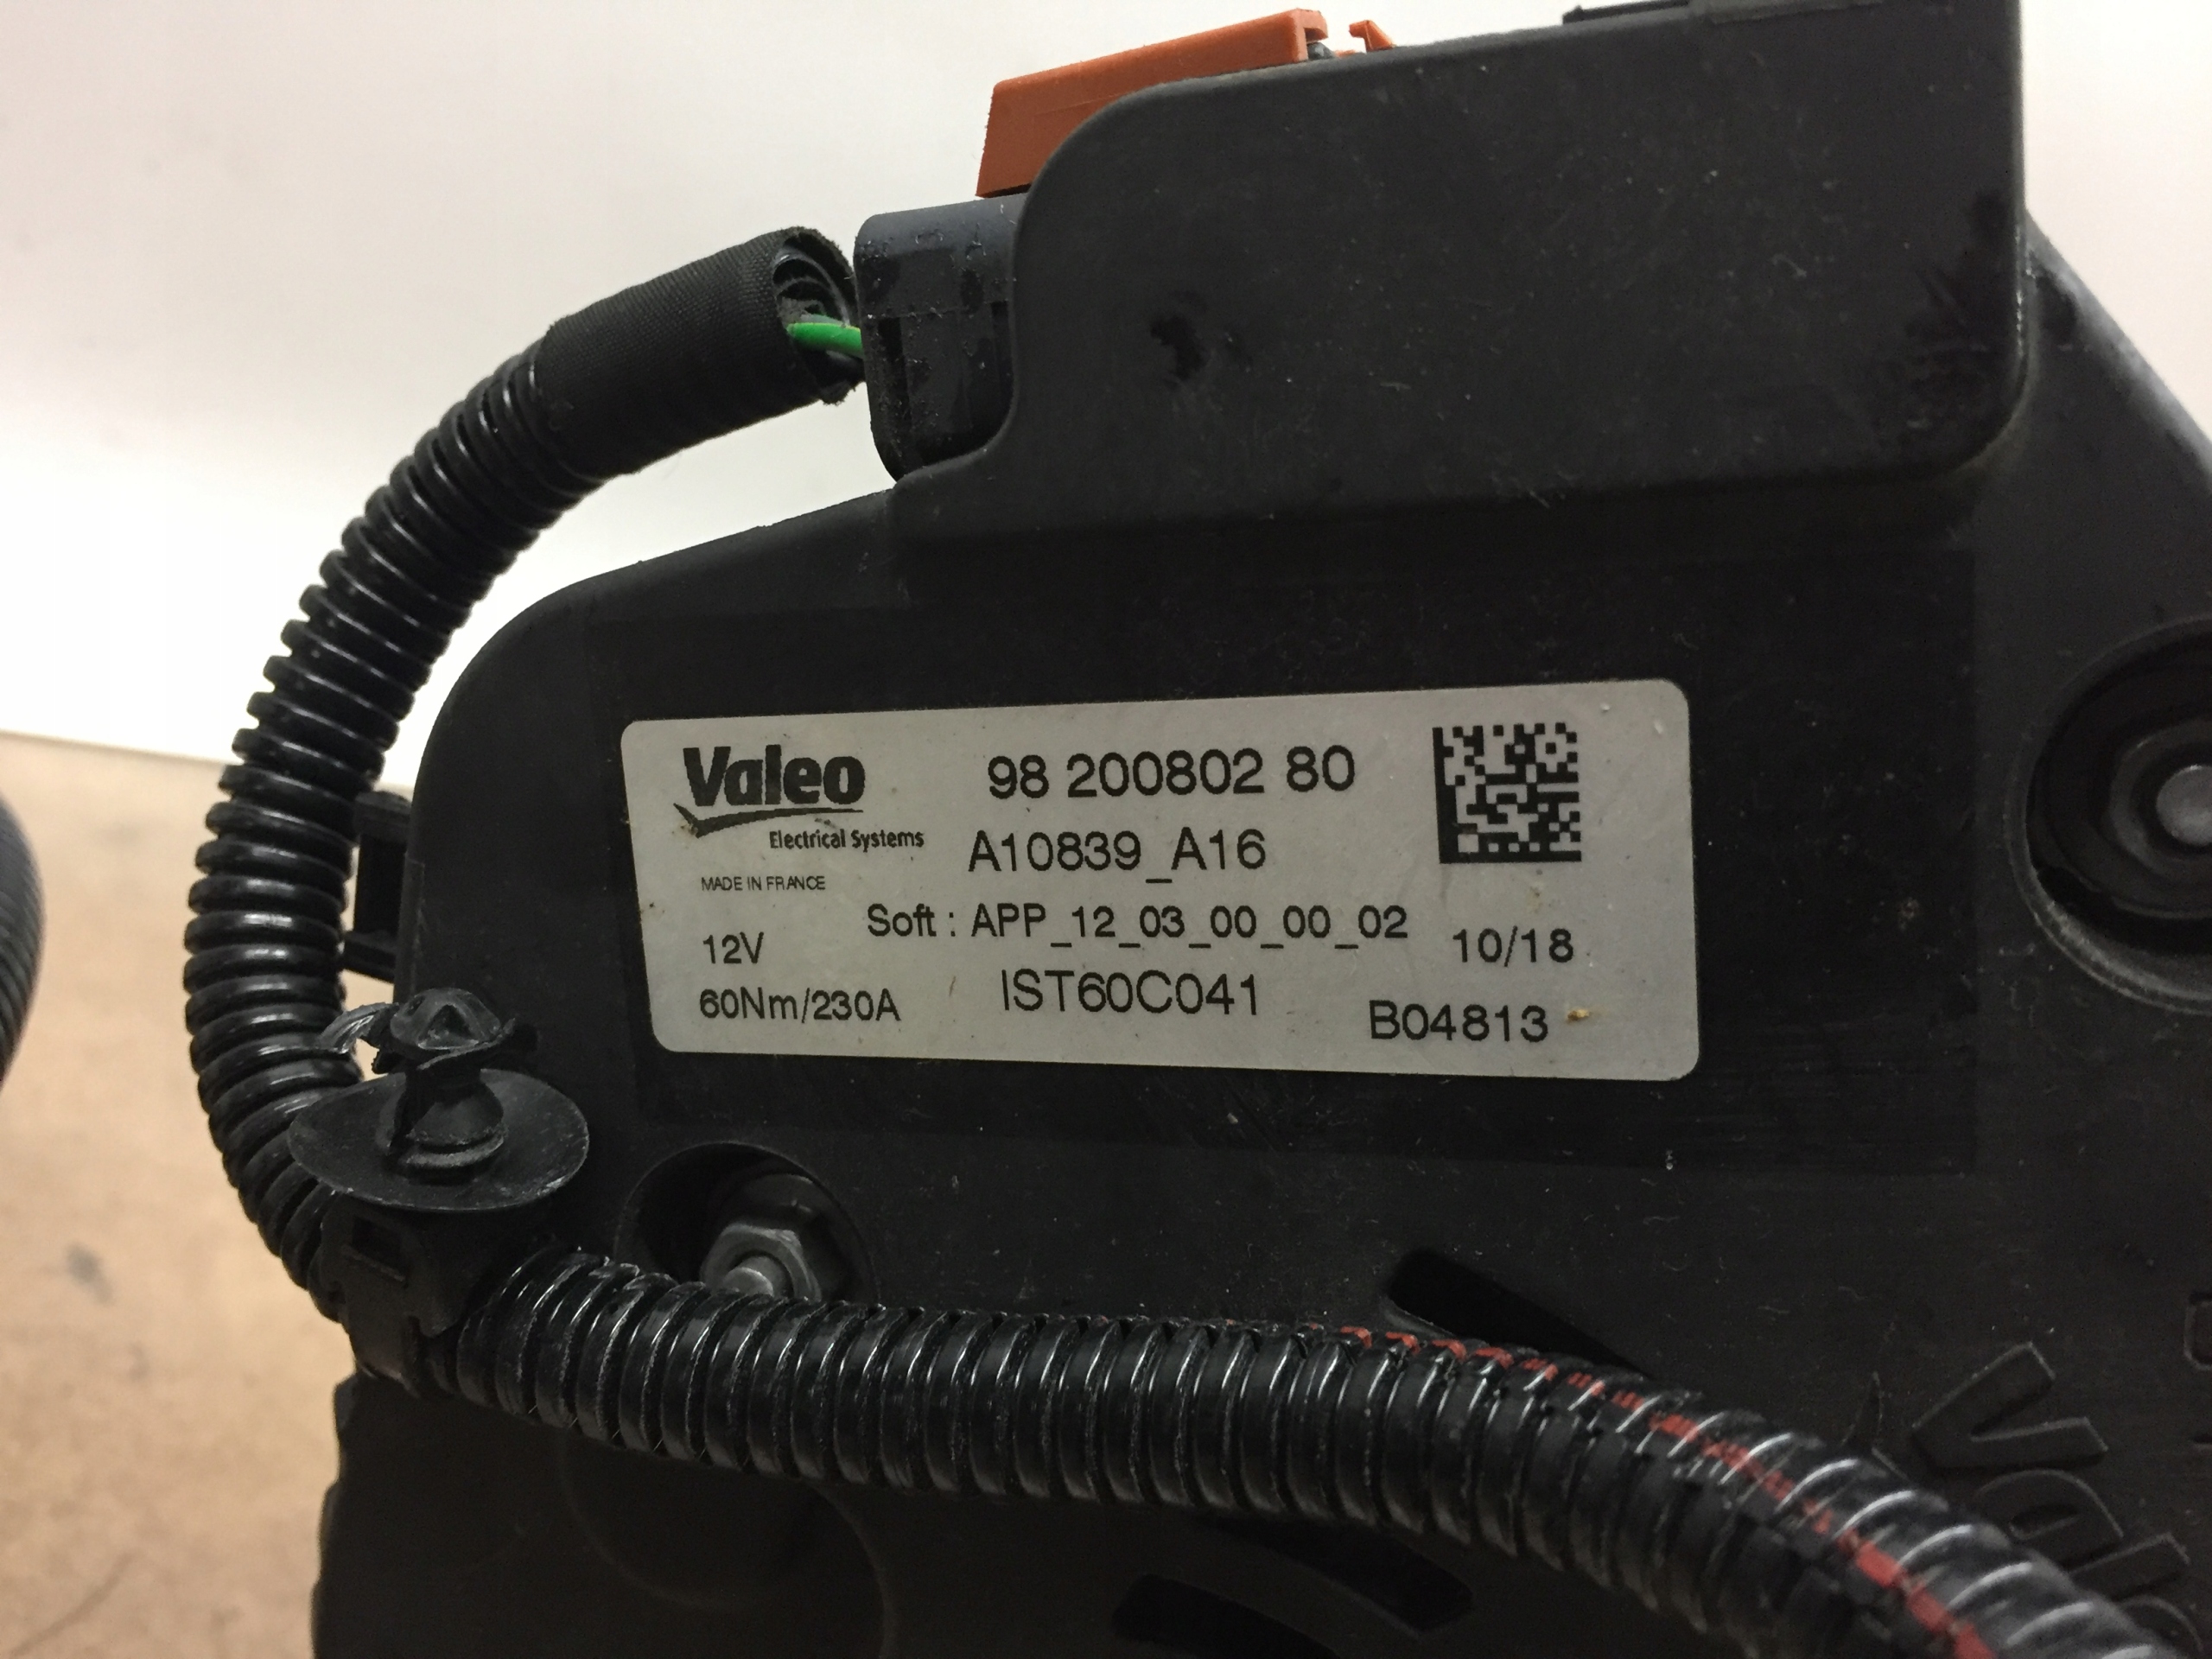 Valeo
Electrical Systems
MADE IN FRANCE
98 200802 80
A10839_A16
Soft : APP_12_03_00_00_02
12V
10/18
60Nm/230A
IST60C041
B04813